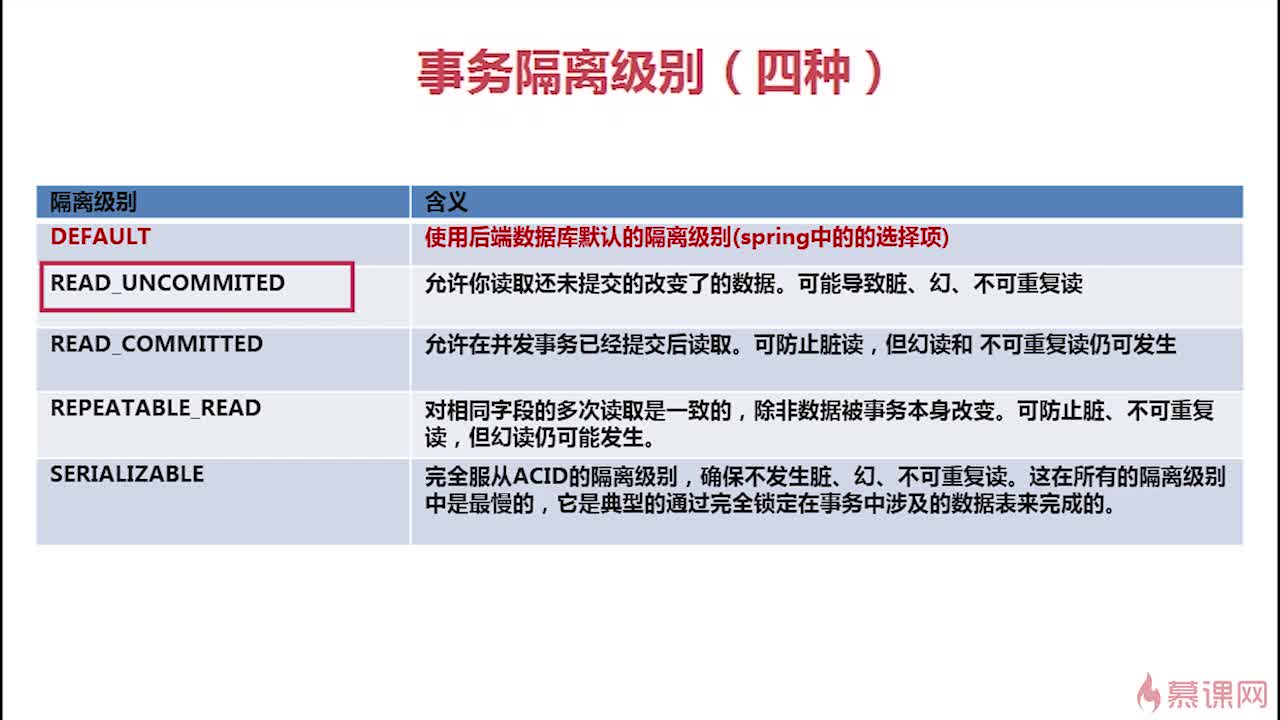 事务隔离级别（四种）
隔离级别 含义
DEFAULT 使用后端数据库默认的隔离级别(spring中的的选择项)
READ_UNCOMMITED 允许你读取还未提交的改变了的数据。可能导致脏、幻、不可重复读
READ_COMMITTED 允许在并发事务已经提交后读取。可防止脏读，但幻读和 不可重复读仍可发生
REPEATABLE_READ 对相同字段的多次读取是一致的，除非数据被事务本身改变。可防止脏、不可重复
读，但幻读仍可能发生。
SERIALIZABLE 完全服从ACID的隔离级别，确保不发生脏、幻、不可重复读。这在所有的隔离级别
中是最慢的，它是典型的通过完全锁定在事务中涉及的数据表来完成的。
慕课网